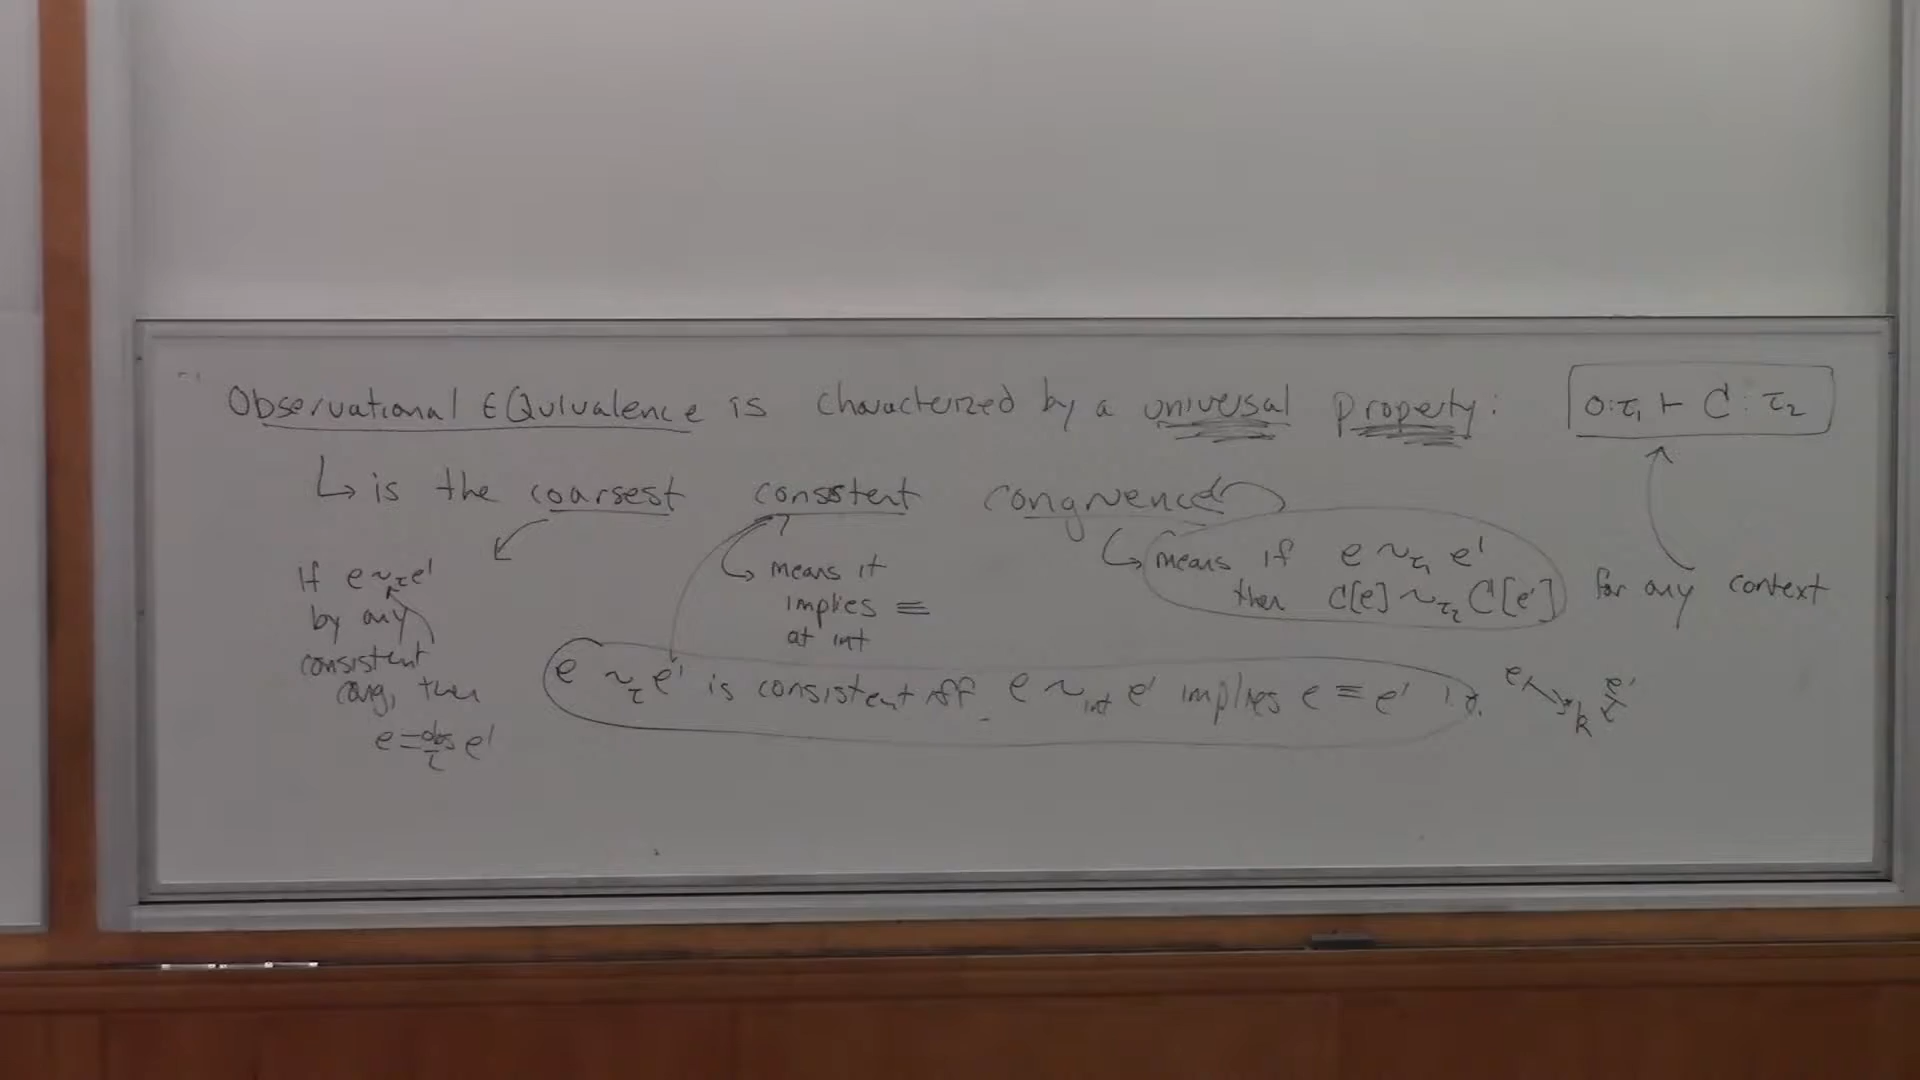 Observational EQuivalence is characterized by a universal Property:
o:τ₁ ⊢ C : τ₂
↳ is the coarsest consistent congruence
If e ~τ e'
by any
consistent
cong, then
e =obs τ e'
↳ means it
implies ≡
at int
↳ means if e ~τ₁ e'
then C[e] ~τ₂ C[e']
for any context
e ~τ e' is consistent iff e ~int e' implies e ≡ e' i.e.
e ↘* k e'